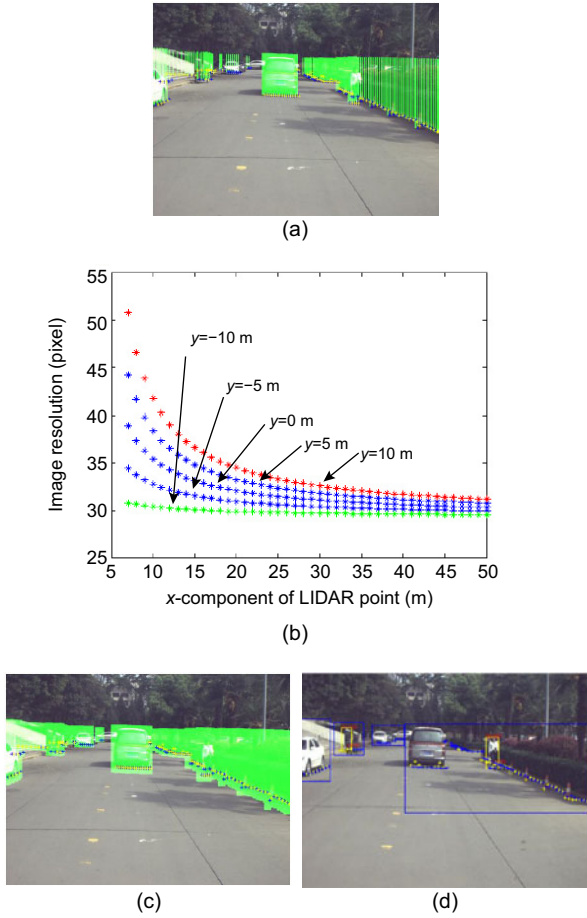 (a)
55
50
45
40
35
30
25
Image resolution (pixel)
y=−10 m
y=−5 m
y=0 m
y=5 m
y=10 m
5 10 15 20 25 30 35 40 45 50
x-component of LIDAR point (m)
(b)
(c)
(d)